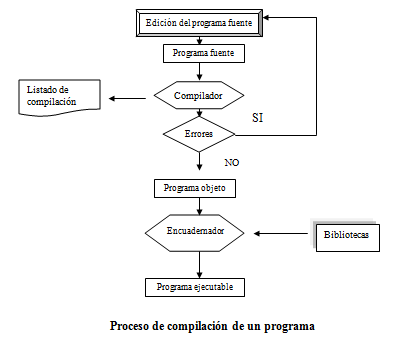 Edición del programa fuente
Programa fuente
Listado de
compilación
Compilador
SI
Errores
NO
Programa objeto
Encuadernador
Bibliotecas
Programa ejecutable
Proceso de compilación de un programa